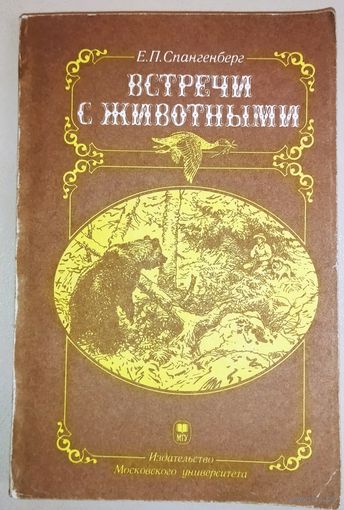 Е.П.Спангенберг
ВСТРЕЧИ
С ЖИВОТНЫМИ
МГУ
Издательство
Московского университета